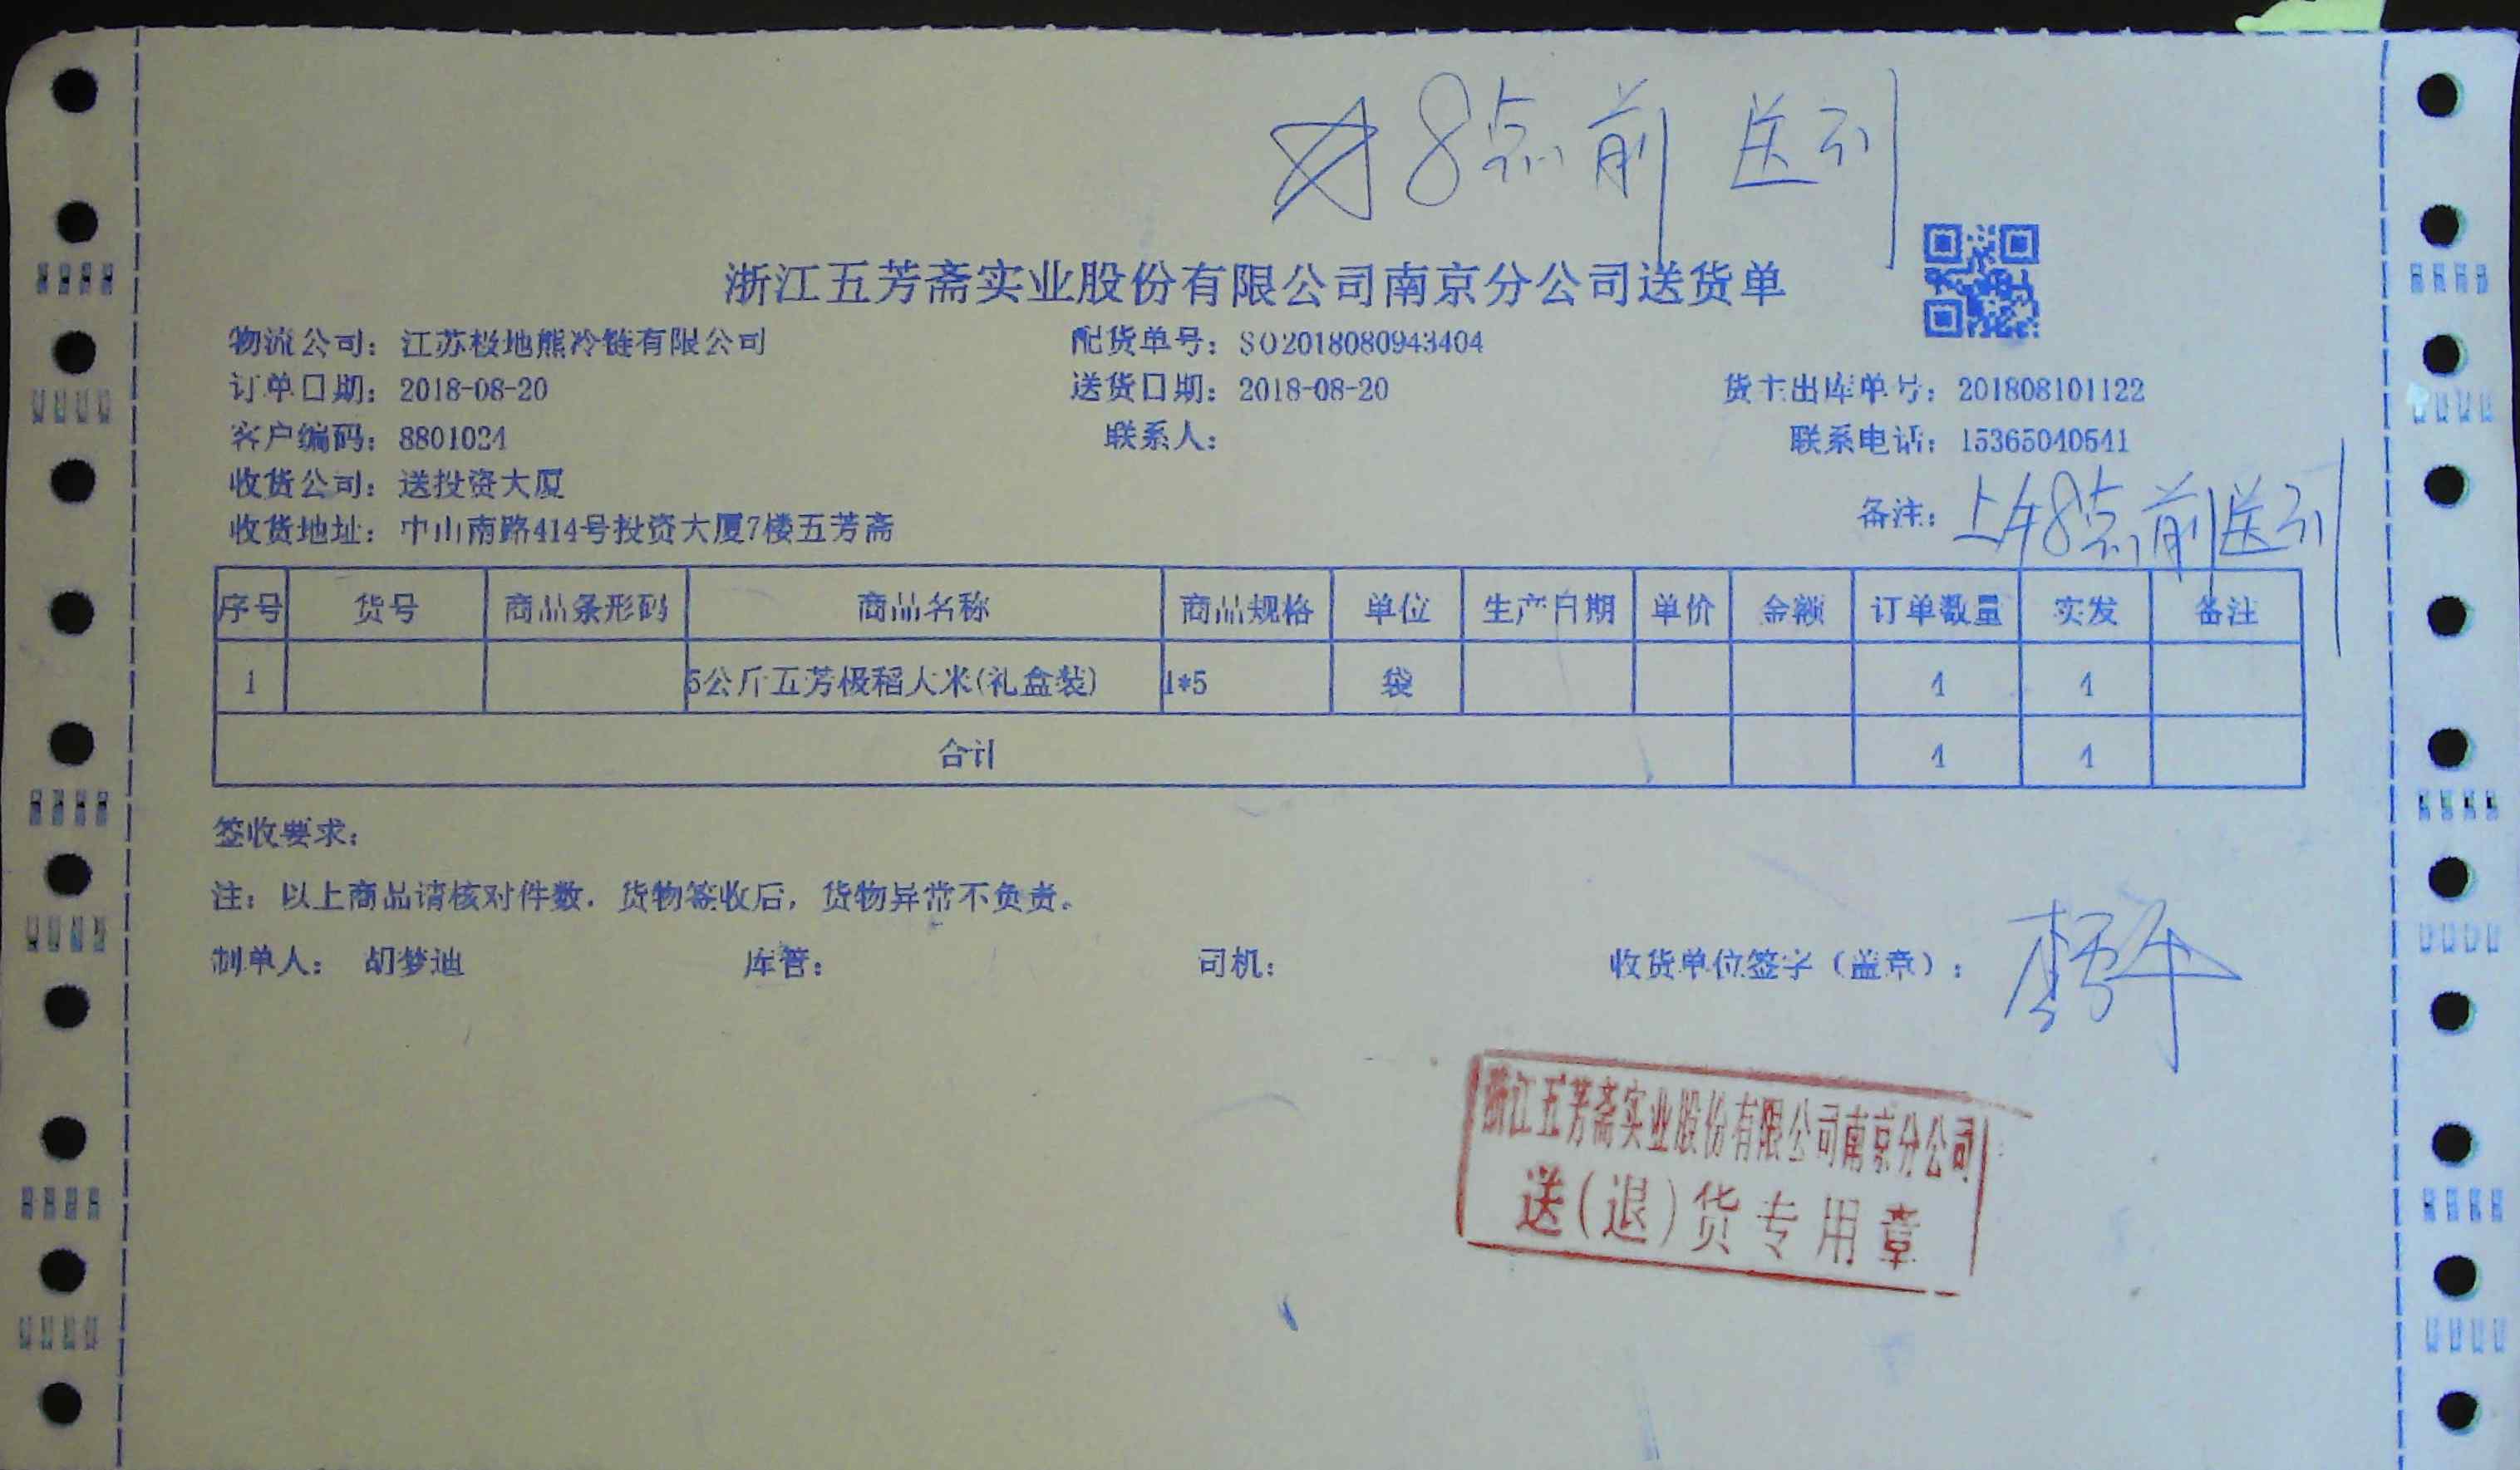 8点前送到
浙江五芳斋实业股份有限公司南京分公司送货单
物流公司：江苏极地熊冷链有限公司 配货单号：SO2018080943404
订单日期：2018-08-20 送货日期：2018-08-20 货主出库单号：201808101122
客户编码：8801024 联系人： 联系电话：15365040541
收货公司：送投资大厦
收货地址：中山南路414号投资大厦7楼五芳斋 备注：上午8点前送到
序号 货号 商品条形码 商品名称 商品规格 单位 生产日期 单价 金额 订单数量 实发 备注
1 5公斤五芳极稻大米(礼盒装) 1*5 袋 1 1
合计 1 1
签收要求：
注：以上商品请核对件数，货物签收后，货物异常不负责。
制单人： 胡梦迪 库管： 司机： 收货单位签字（盖章）：
浙江五芳斋实业股份有限公司南京分公司
送(退)货专用章